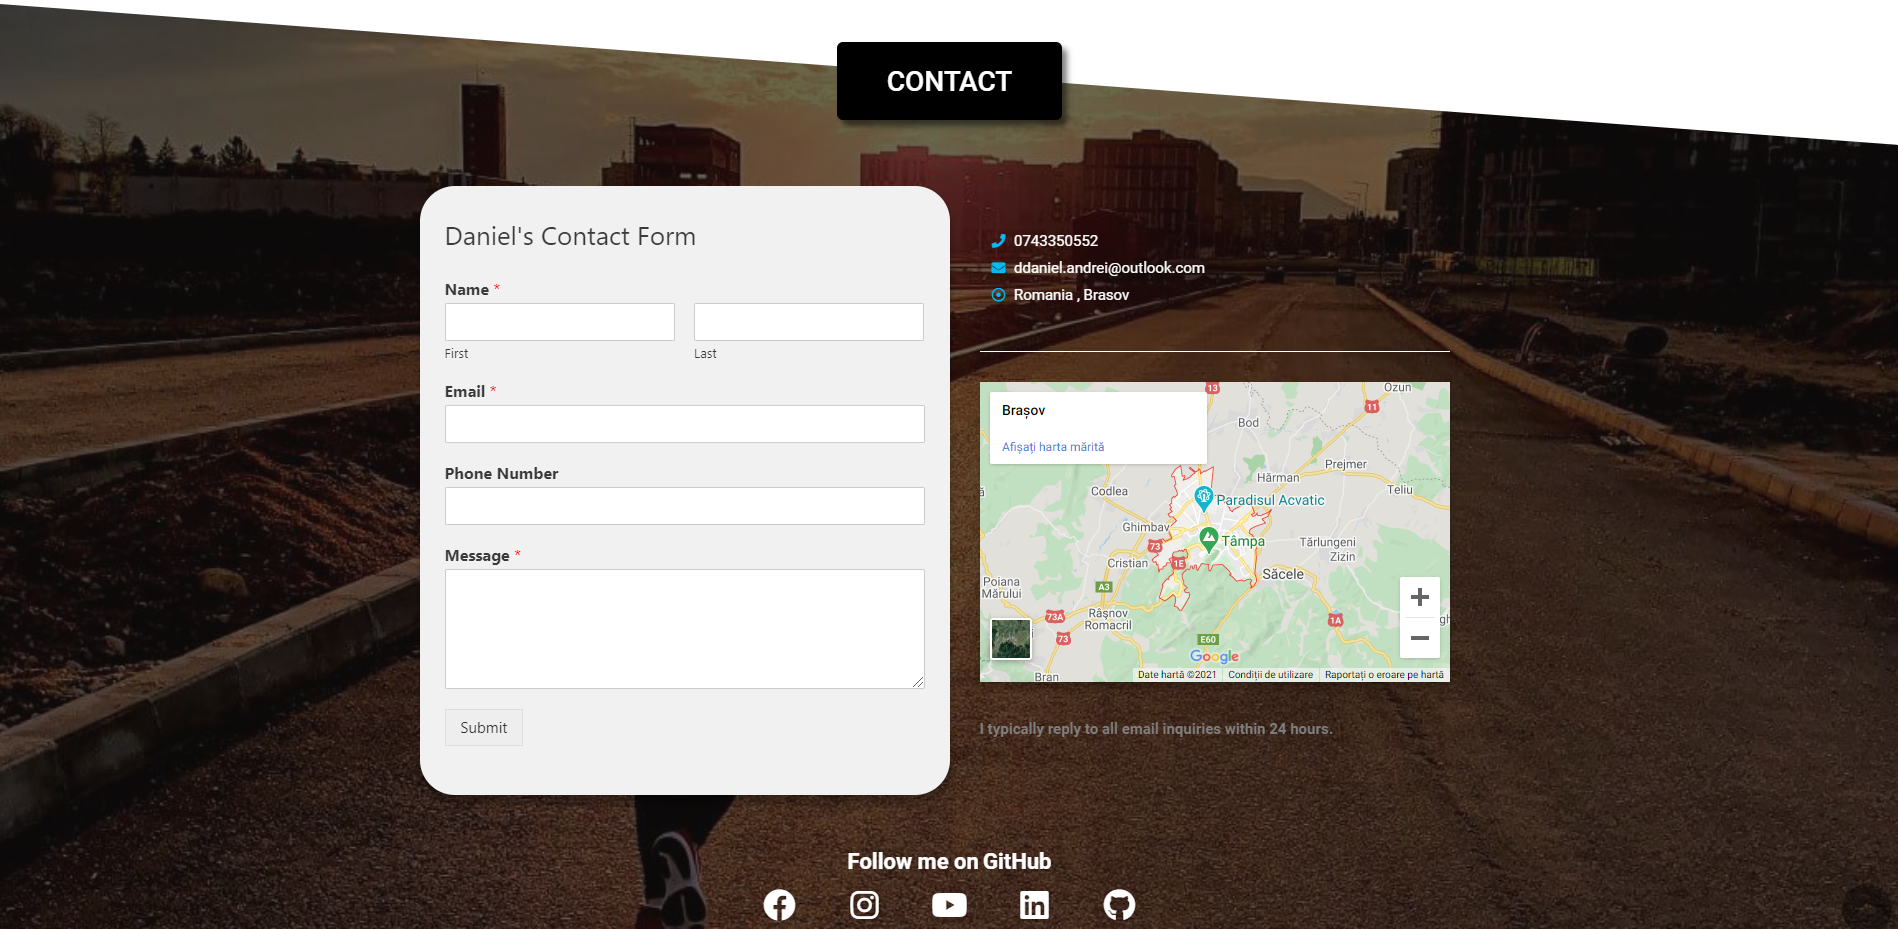 CONTACT
Daniel's Contact Form
Name *
First
Last
Email *
Phone Number
Message *
Submit
0743350552
ddaniel.andrei@outlook.com
Romania , Brasov
Brașov
Afișați harta mărită
13
Ozun
11
Bod
Prejmer
Hărman
Codlea
Teliu
Paradisul Acvatic
Ghimbav
Tâmpa
Tărlungeni
73
Zizin
Cristian
1E
Săcele
Poiana
Mărului
A3
73A
Râșnov
Romacril
1A
73
E60
Google
Bran
Date hartă ©2021
Condiții de utilizare
Raportați o eroare pe hartă
I typically reply to all email inquiries within 24 hours.
Follow me on GitHub